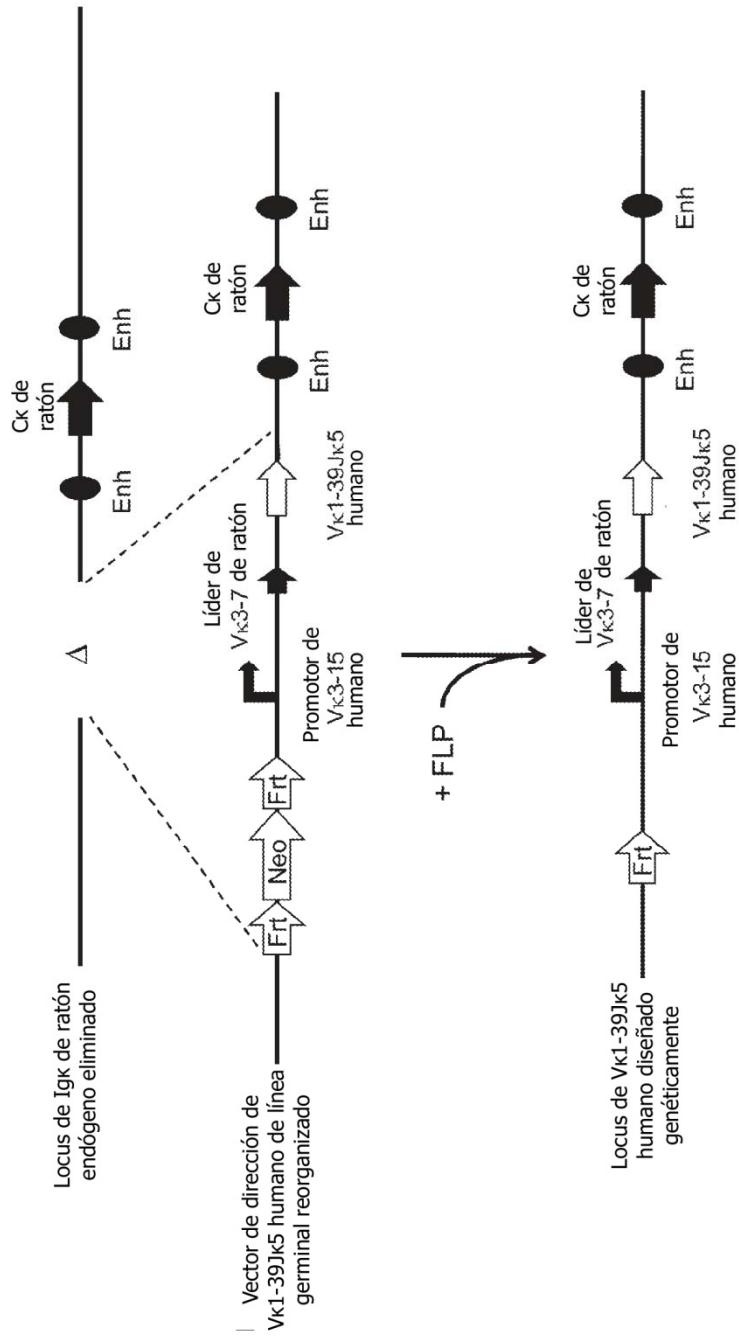 Locus de Igκ de ratón
endógeno eliminado
Δ
Enh
Cκ de
ratón
Enh
Vector de dirección de
Vκ1-39Jκ5 humano de línea
germinal reorganizado
Frt
Neo
Frt
Promotor de
Vκ3-15
humano
Líder de
Vκ3-7 de ratón
Vκ1-39Jκ5
humano
Enh
Cκ de
ratón
Enh
+ FLP
Locus de Vκ1-39Jκ5
humano diseñado
genéticamente
Frt
Promotor de
Vκ3-15
humano
Líder de
Vκ3-7 de ratón
Vκ1-39Jκ5
humano
Enh
Cκ de
ratón
Enh